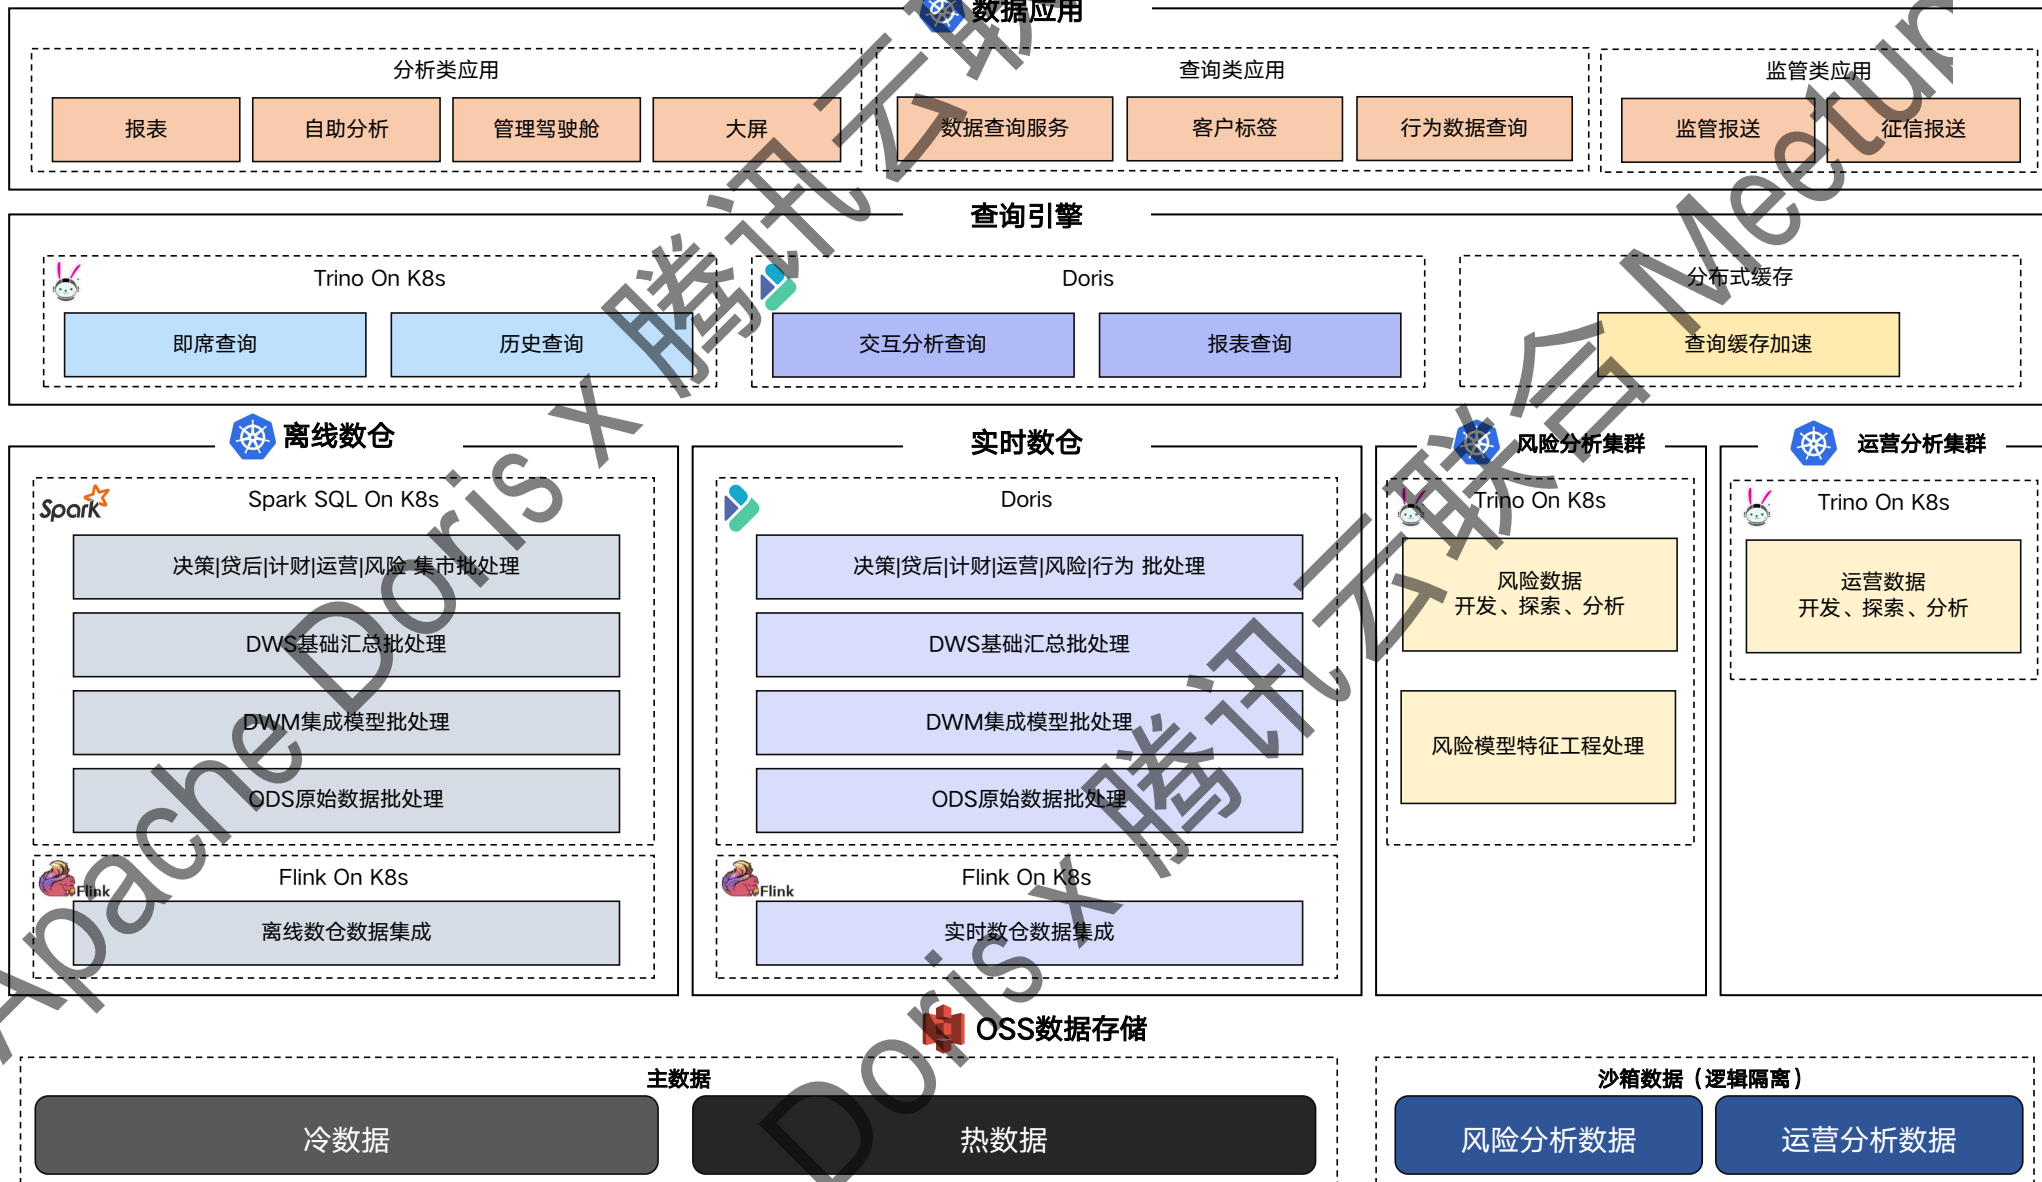 数据应用
分析类应用
查询类应用
监管类应用
报表
自助分析
管理驾驶舱
大屏
数据查询服务
客户标签
行为数据查询
监管报送
征信报送
查询引擎
Trino On K8s
Doris
分布式缓存
即席查询
历史查询
交互分析查询
报表查询
查询缓存加速
离线数仓
Spark
Spark SQL On K8s
决策|贷后|计财|运营|风险 集市批处理
DWS基础汇总批处理
DWM集成模型批处理
ODS原始数据批处理
Flink
Flink On K8s
离线数仓数据集成
实时数仓
Doris
决策|贷后|计财|运营|风险|行为 批处理
DWS基础汇总批处理
DWM集成模型批处理
ODS原始数据批处理
Flink
Flink On K8s
实时数仓数据集成
风险分析集群
Trino On K8s
风险数据
开发、探索、分析
风险模型特征工程处理
运营分析集群
Trino On K8s
运营数据
开发、探索、分析
OSS数据存储
主数据
冷数据
热数据
沙箱数据（逻辑隔离）
风险分析数据
运营分析数据
Apache Doris x 腾讯云联
Doris x 腾讯云联合 Meetup